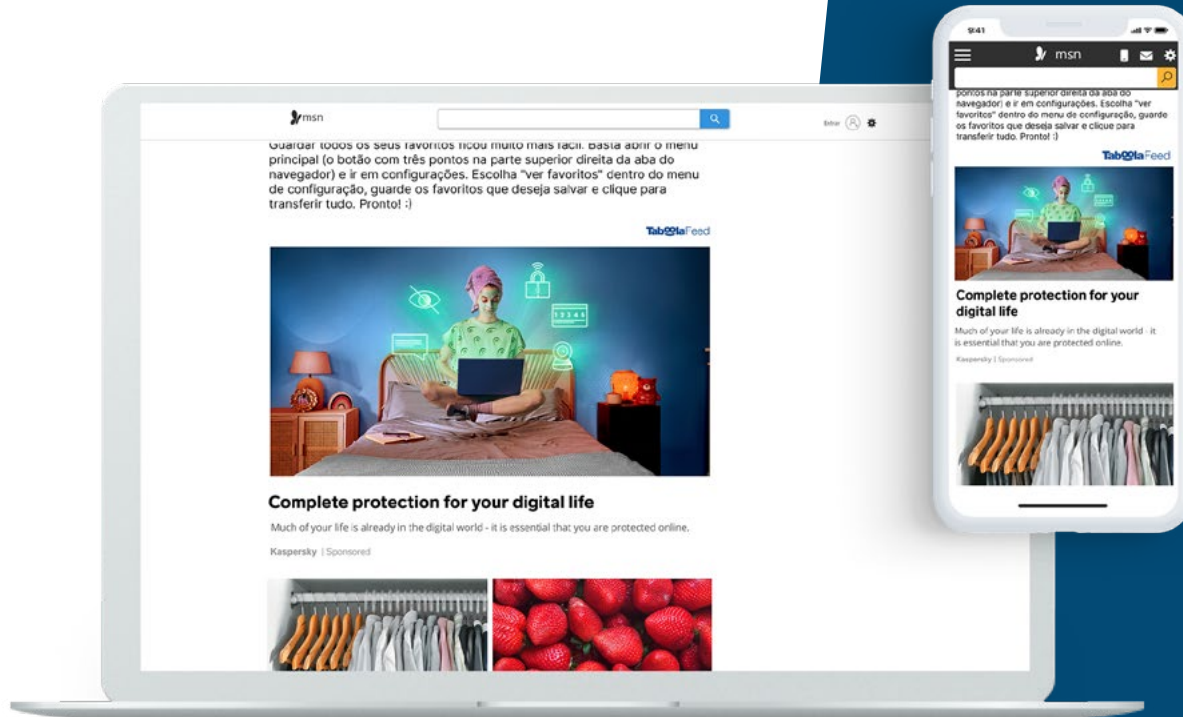 msn
Entrar
Guardar todos os seus favoritos ficou muito mais fácil. Basta abrir o menu
principal (o botão com três pontos na parte superior direita da aba do
navegador) e ir em configurações. Escolha "ver favoritos" dentro do menu
de configuração, guarde os favoritos que deseja salvar e clique para
transferir tudo. Pronto! :)
Taboola Feed
12345
Complete protection for your digital life
Much of your life is already in the digital world - it is essential that you are protected online.
Kaspersky | Sponsored
9:41
msn
pontos na parte superior direita da aba do
navegador) e ir em configurações. Escolha "ver
favoritos" dentro do menu de configuração, guarde
os favoritos que deseja salvar e clique para
transferir tudo. Pronto! :)
Taboola Feed
Complete protection for your
digital life
Much of your life is already in the digital world - it
is essential that you are protected online.
Kaspersky | Sponsored